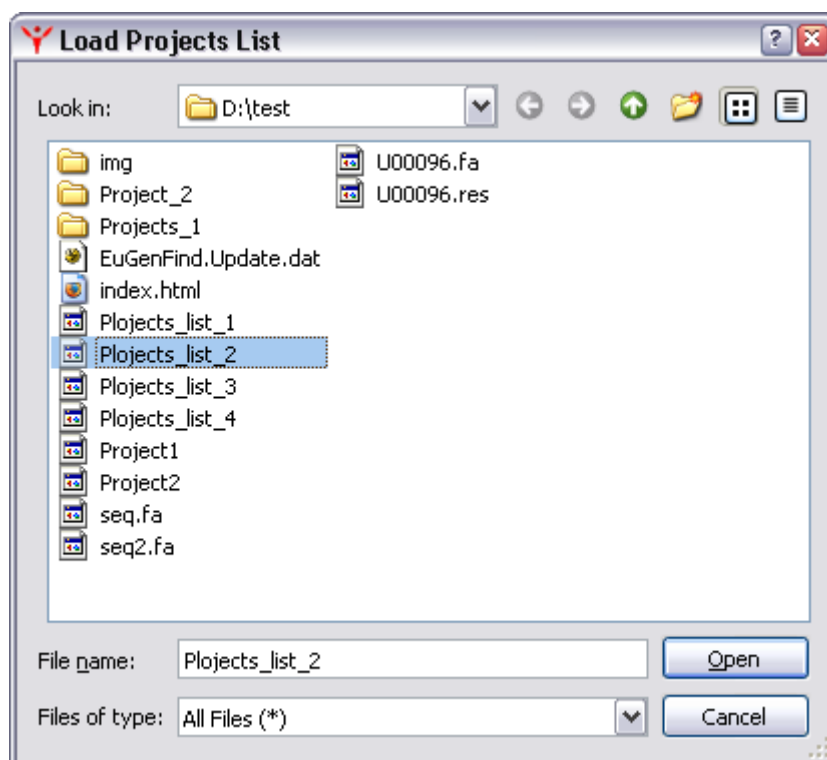 Load Projects List
Look in: D:\test
img
Project_2
Projects_1
EuGenFind.Update.dat
index.html
Plojects_list_1
Plojects_list_2
Plojects_list_3
Plojects_list_4
Project1
Project2
seq.fa
seq2.fa
U00096.fa
U00096.res
File name: Plojects_list_2 Open
Files of type: All Files (*) Cancel